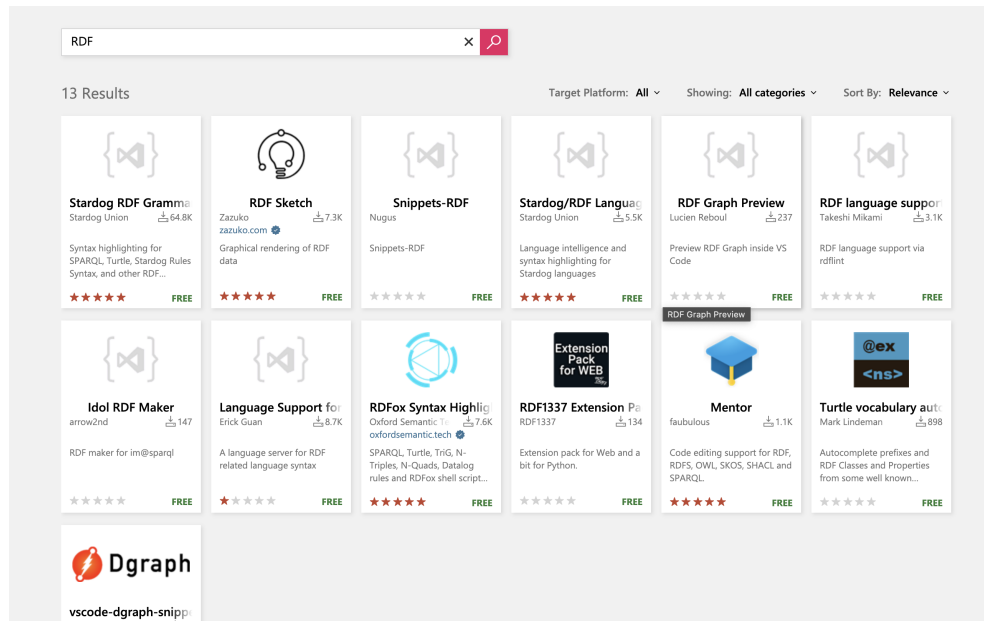 RDF
13 Results
Target Platform: All
Showing: All categories
Sort By: Relevance
Stardog RDF Gramma
Stardog Union 64.8K
Syntax highlighting for
SPARQL, Turtle, Stardog Rules
Syntax, and other RDF...
FREE
RDF Sketch
Zazuko 7.3K
zazuko.com
Graphical rendering of RDF
data
FREE
Snippets-RDF
Nugus
Snippets-RDF
FREE
Stardog/RDF Languag
Stardog Union 5.5K
Language intelligence and
syntax highlighting for
Stardog languages
FREE
RDF Graph Preview
Lucien Reboul 237
Preview RDF Graph inside VS
Code
FREE
RDF Graph Preview
RDF language suppor
Takeshi Mikami 3.1K
RDF language support via
rdflint
FREE
Idol RDF Maker
arrow2nd 147
RDF maker for im@sparql
FREE
Language Support for
Erick Guan 8.7K
A language server for RDF
related language syntax
FREE
RDFox Syntax Highlig
Oxford Semantic Te 7.6K
oxfordsemantic.tech
SPARQL, Turtle, TriG, N-
Triples, N-Quads, Datalog
rules and RDFox shell script...
FREE
Extension
Pack
for WEB
RDF1337 Extension Pa
RDF1337 134
Extension pack for Web and a
bit for Python.
FREE
Mentor
faubulous 1.1K
Code editing support for RDF,
RDFS, OWL, SKOS, SHACL and
SPARQL.
FREE
@ex
<ns>
Turtle vocabulary auto
Mark Lindeman 898
Autocomplete prefixes and
RDF Classes and Properties
from some well known...
FREE
Dgraph
vscode-dgraph-snipp